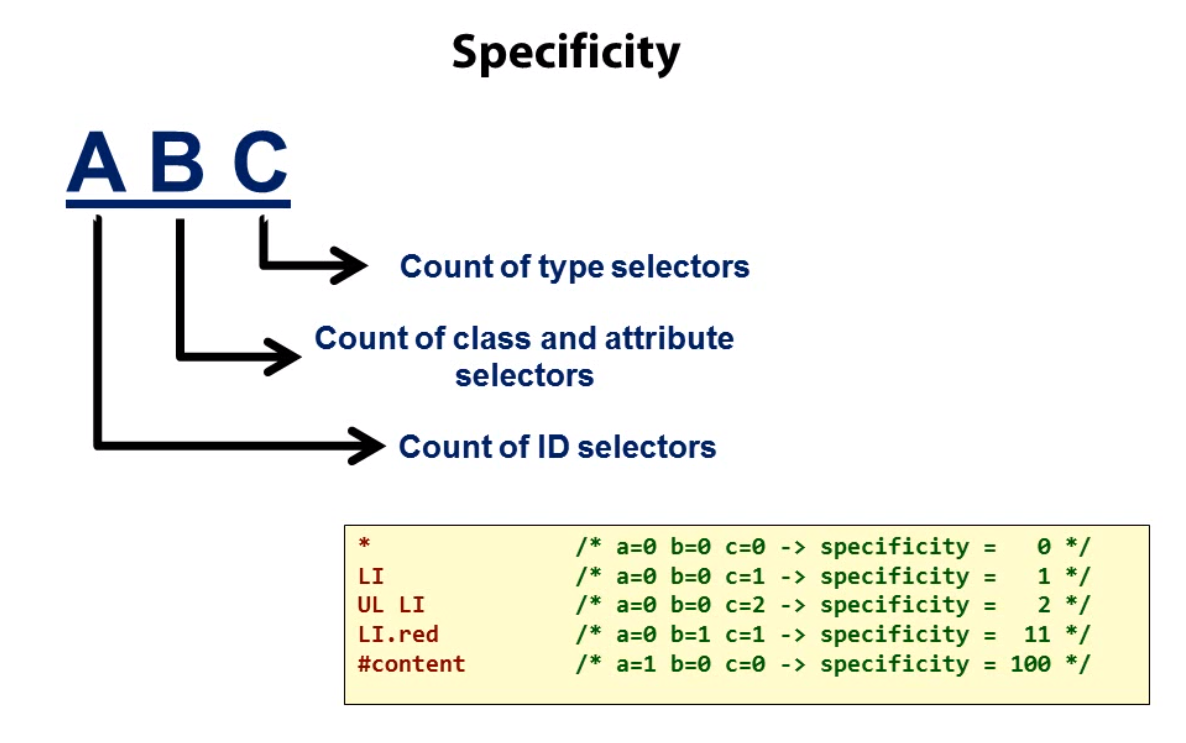 Specificity
A B C
Count of type selectors
Count of class and attribute
selectors
Count of ID selectors
* /* a=0 b=0 c=0 -> specificity = 0 */
LI /* a=0 b=0 c=1 -> specificity = 1 */
UL LI /* a=0 b=0 c=2 -> specificity = 2 */
LI.red /* a=0 b=1 c=1 -> specificity = 11 */
#content /* a=1 b=0 c=0 -> specificity = 100 */